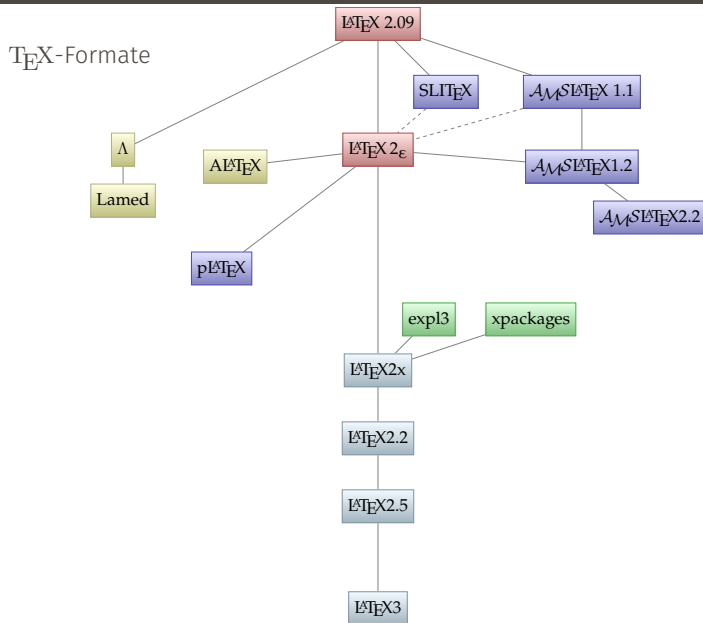 LATEX 2.09
TEX-Formate
SLITEX
AMSLATEX 1.1
Λ
ALATEX
LATEX 2ε
AMSLATEX1.2
Lamed
AMSLATEX2.2
pLATEX
expl3
xpackages
LATEX2x
LATEX2.2
LATEX2.5
LATEX3